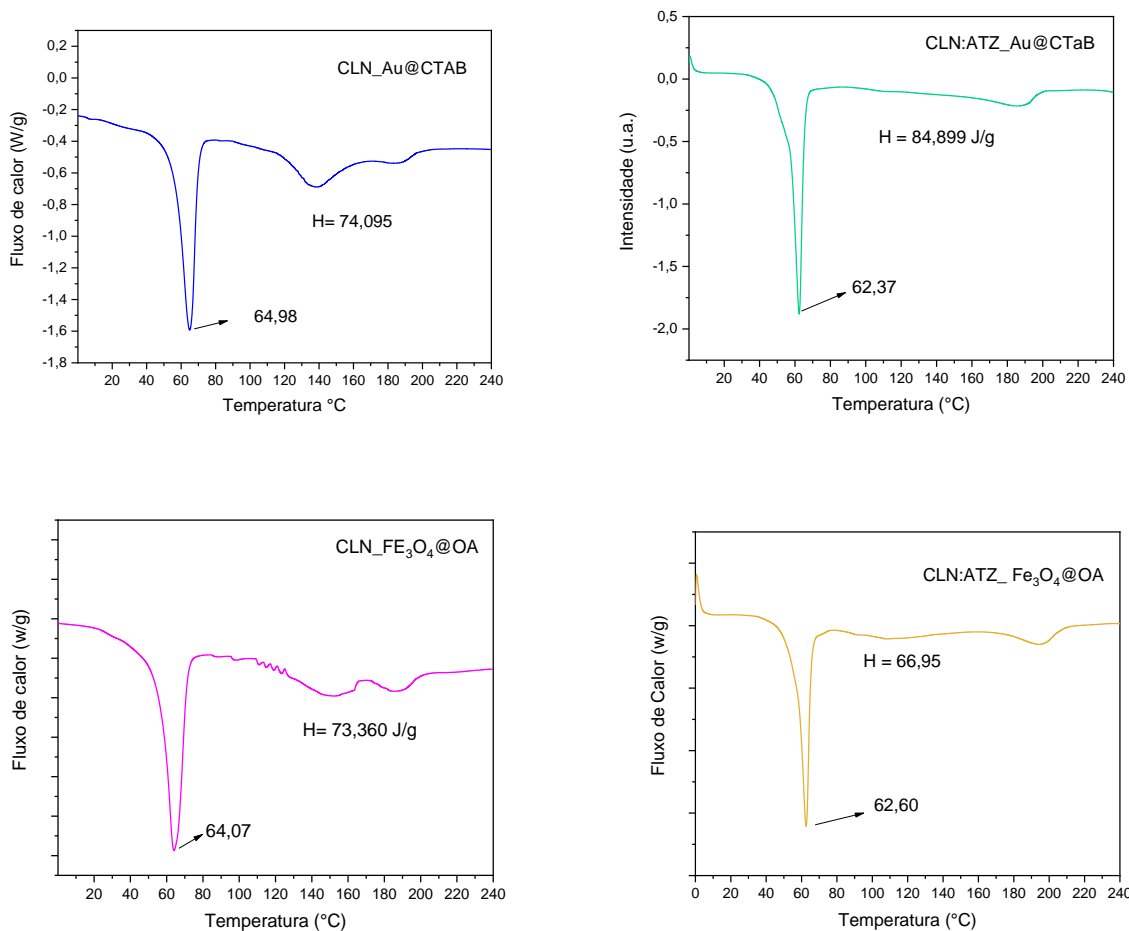 CLN_Au@CTAB
Fluxo de calor (W/g)
0,2
0,0
-0,2
-0,4
-0,6
-0,8
-1,0
-1,2
-1,4
-1,6
-1,8
H= 74,095
64,98
20 40 60 80 100 120 140 160 180 200 220 240
Temperatura °C
CLN:ATZ_Au@CTaB
Intensidade (u.a.)
0,5
0,0
-0,5
-1,0
-1,5
-2,0
H = 84,899 J/g
62,37
20 40 60 80 100 120 140 160 180 200 220 240
Temperatura (°C)
CLN_FE₃O₄@OA
Fluxo de calor (w/g)
H= 73,360 J/g
64,07
20 40 60 80 100 120 140 160 180 200 220 240
Temperatura (°C)
CLN:ATZ_ Fe₃O₄@OA
Fluxo de Calor (w/g)
H = 66,95
62,60
0 20 40 60 80 100 120 140 160 180 200 220 240
Temperatura (°C)